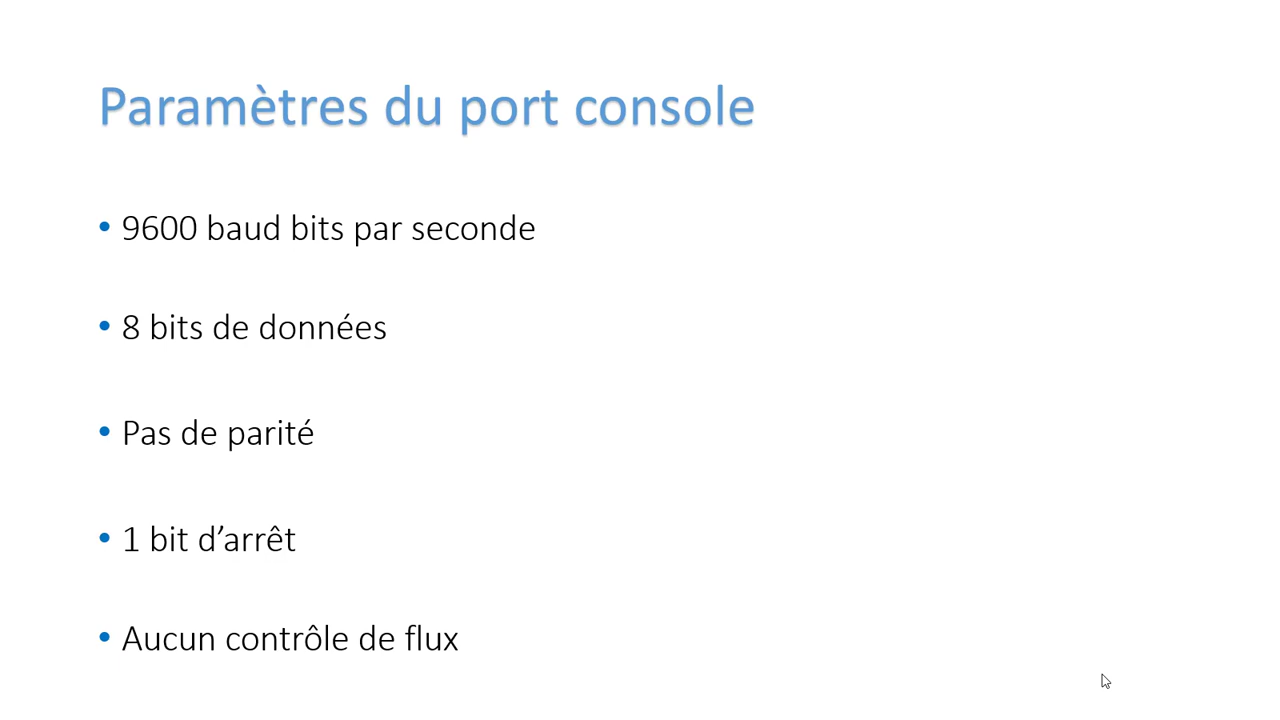 Paramètres du port console
• 9600 baud bits par seconde
• 8 bits de données
• Pas de parité
• 1 bit d’arrêt
• Aucun contrôle de flux